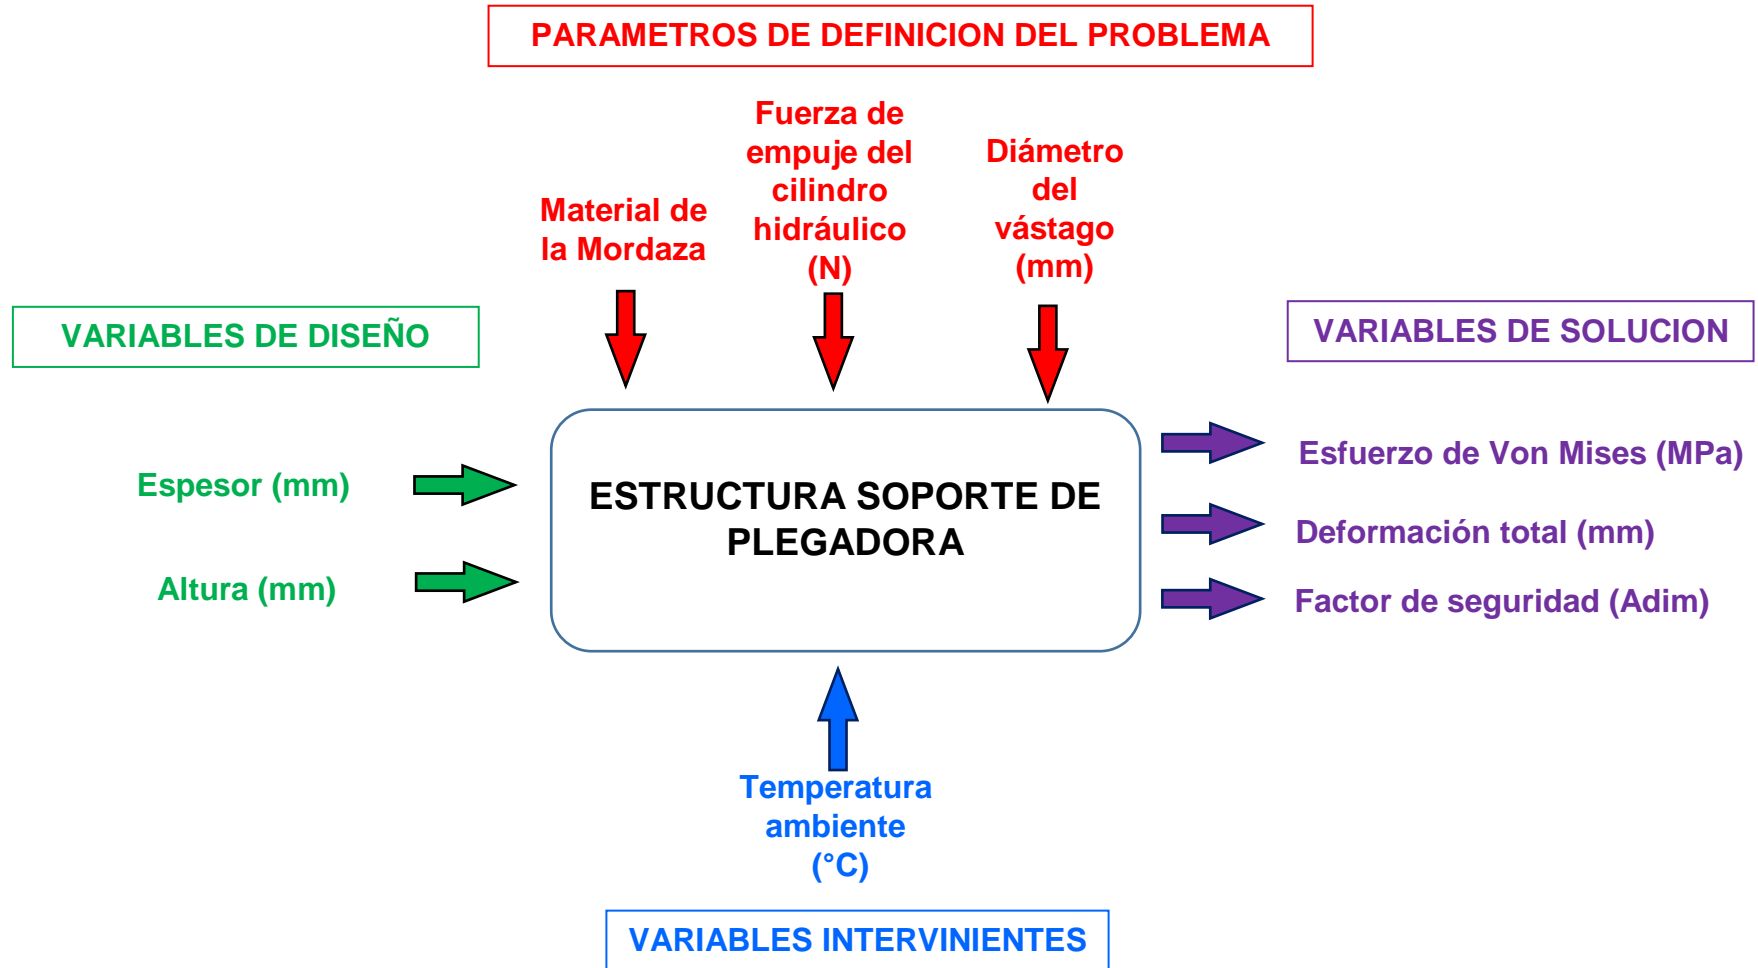 PARAMETROS DE DEFINICION DEL PROBLEMA
Material de
la Mordaza
Fuerza de
empuje del
cilindro
hidráulico
(N)
Diámetro
del
vástago
(mm)
VARIABLES DE DISEÑO
Espesor (mm)
Altura (mm)
ESTRUCTURA SOPORTE DE
PLEGADORA
VARIABLES DE SOLUCION
Esfuerzo de Von Mises (MPa)
Deformación total (mm)
Factor de seguridad (Adim)
Temperatura
ambiente
(°C)
VARIABLES INTERVINIENTES